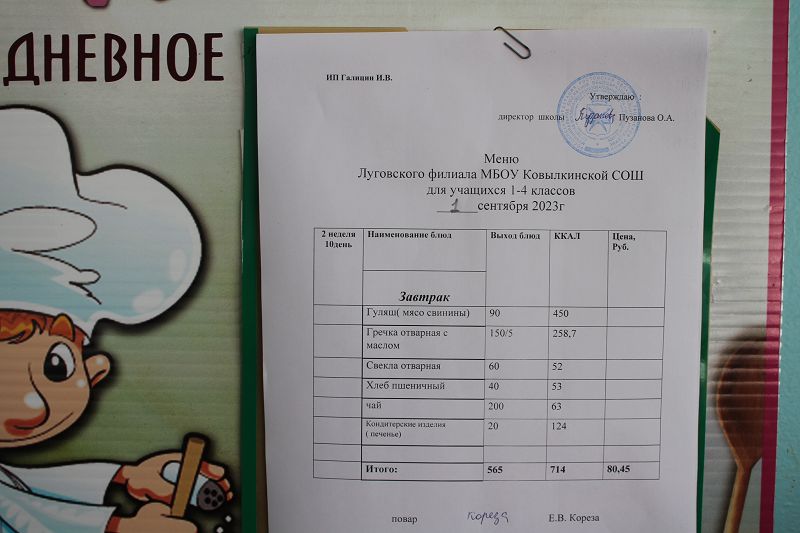 ДНЕВНОЕ
ИП Галицин И.В.
Утверждаю :
директор школы Пузанова О.А.
Меню
Луговского филиала МБОУ Ковылкинской СОШ
для учащихся 1-4 классов
1 сентября 2023г
2 неделя 10день Наименование блюд Выход блюд ККАЛ Цена, Руб.
Завтрак
Гуляш( мясо свинины) 90 450
Гречка отварная с маслом 150/5 258,7
Свекла отварная 60 52
Хлеб пшеничный 40 53
чай 200 63
Кондитерские изделия ( печенье) 20 124
Итого: 565 714 80,45
повар Кореза Е.В. Кореза